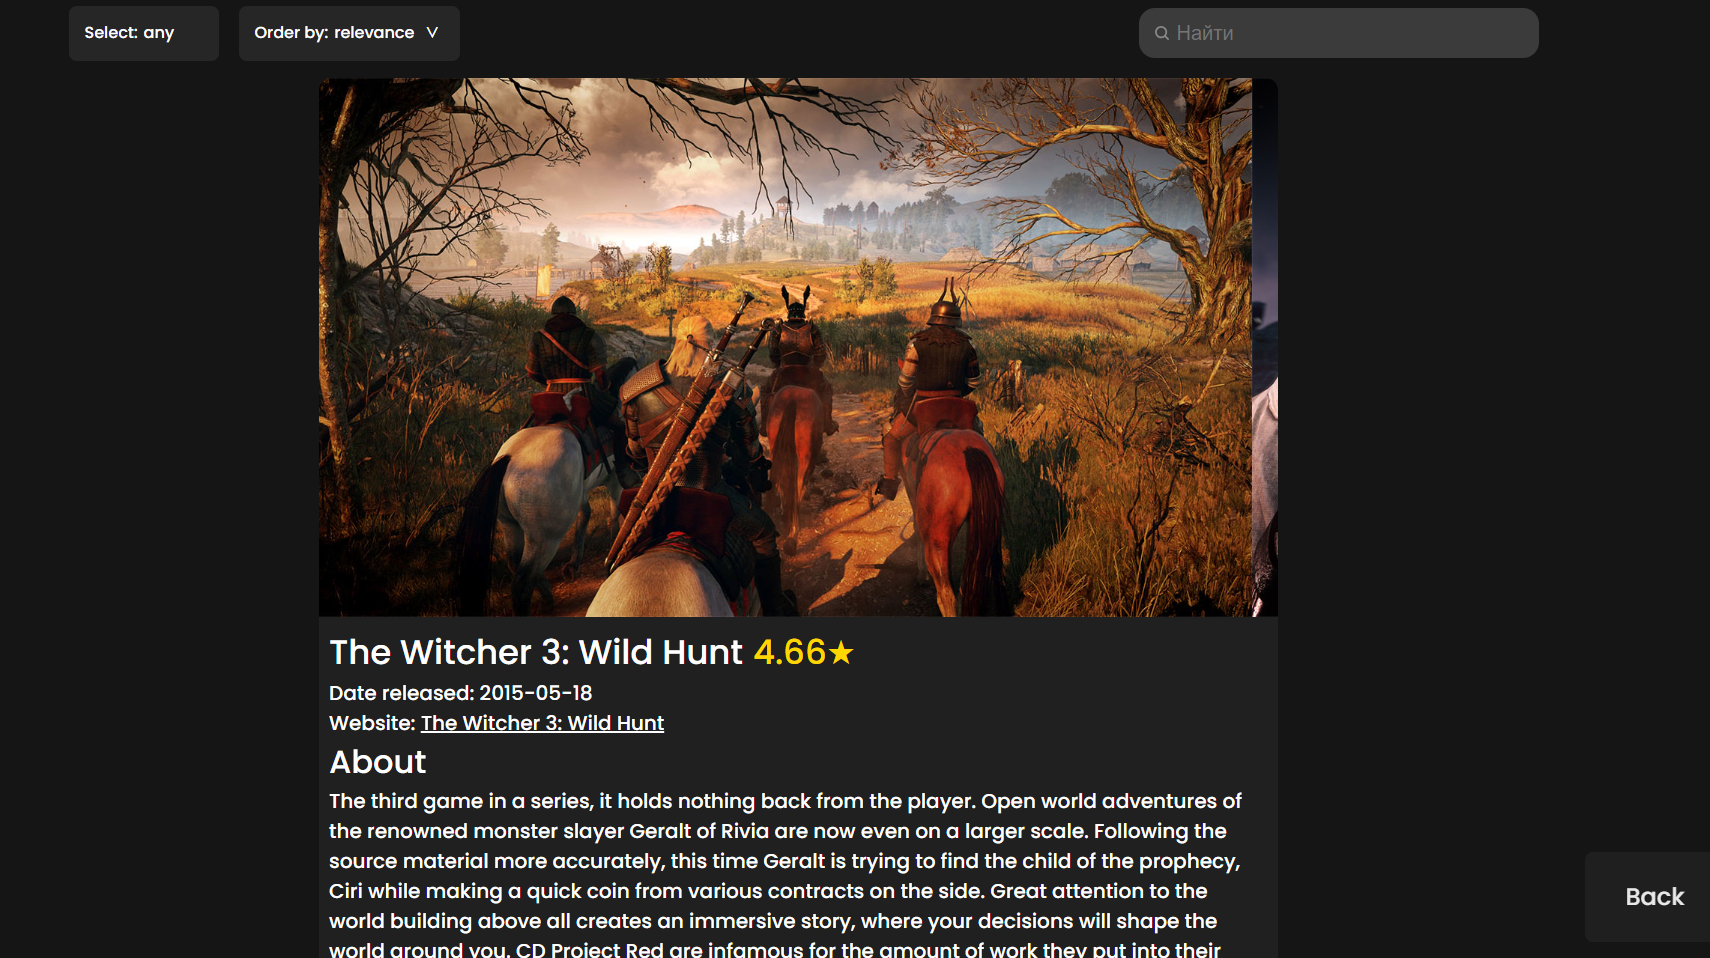 Select: any
Order by: relevance
Найти
The Witcher 3: Wild Hunt 4.66★
Date released: 2015-05-18
Website: The Witcher 3: Wild Hunt
About
The third game in a series, it holds nothing back from the player. Open world adventures of
the renowned monster slayer Geralt of Rivia are now even on a larger scale. Following the
source material more accurately, this time Geralt is trying to find the child of the prophecy,
Ciri while making a quick coin from various contracts on the side. Great attention to the
world building above all creates an immersive story, where your decisions will shape the
world around you. CD Project Red are infamous for the amount of work they put into their
Back